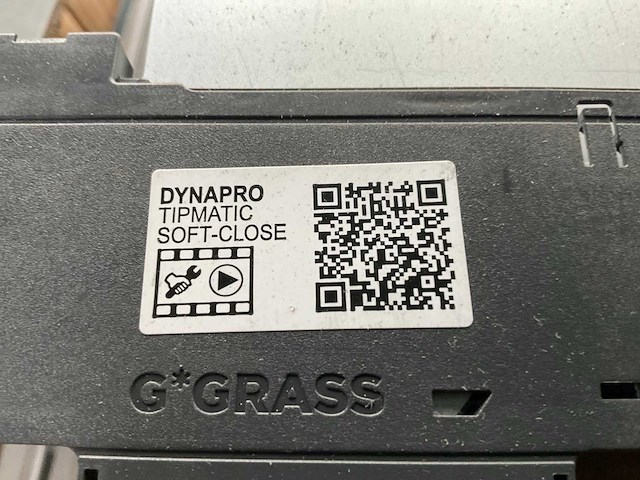 DYNAPRO
TIPMATIC
SOFT-CLOSE
G*GRASS